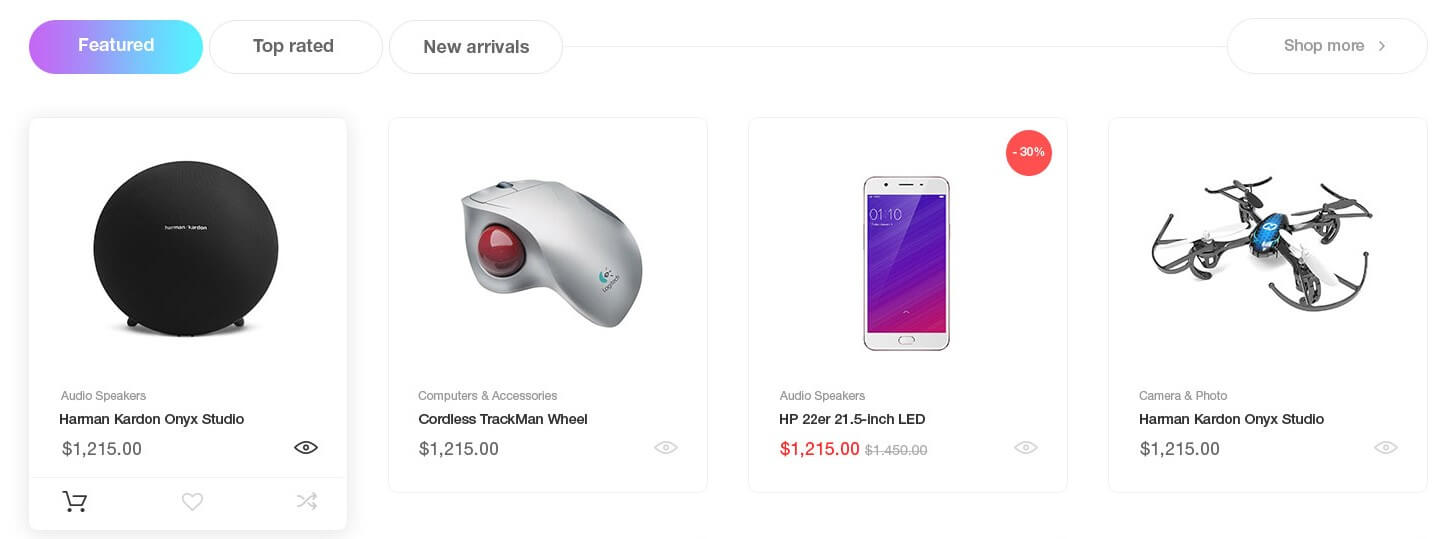 Featured
Top rated
New arrivals
Shop more
harman/kardon
Audio Speakers
Harman Kardon Onyx Studio
$1,215.00
Logitech
Computers & Accessories
Cordless TrackMan Wheel
$1,215.00
- 30%
01:10
Audio Speakers
HP 22er 21.5-inch LED
$1,215.00 $1.450.00
Camera & Photo
Harman Kardon Onyx Studio
$1,215.00